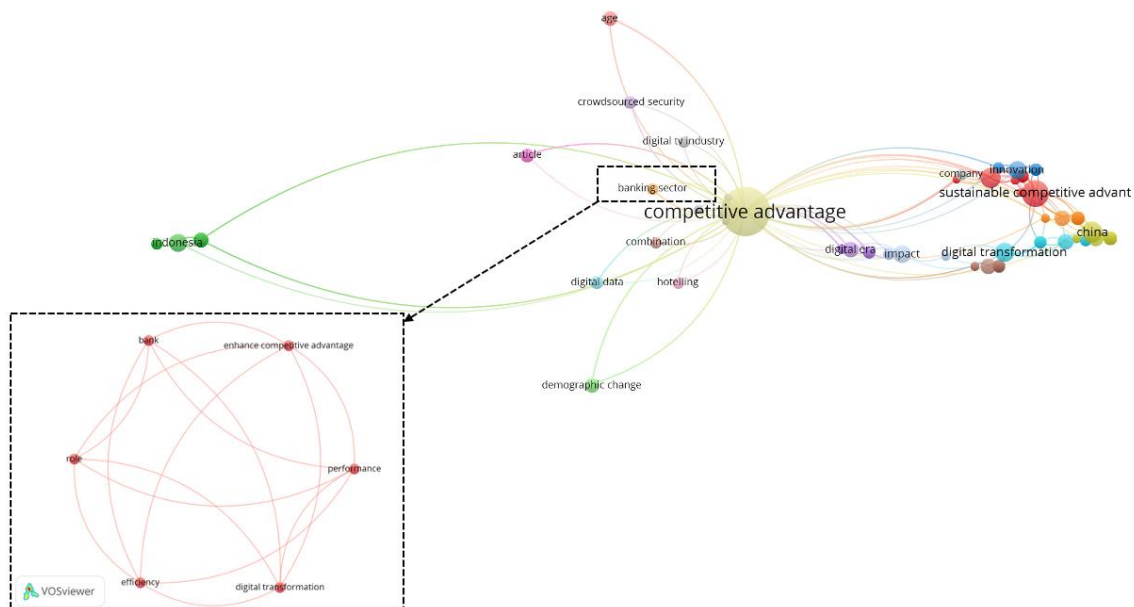 age
crowdsourced security
digital tv industry
article
banking sector
competitive advantage
combination
digital data
hotelling
indonesia
demographic change
company
innovation
sustainable competitive advant
china
digital era
impact
digital transformation
bank
enhance competitive advantage
role
performance
efficiency
digital transformation
VOSviewer